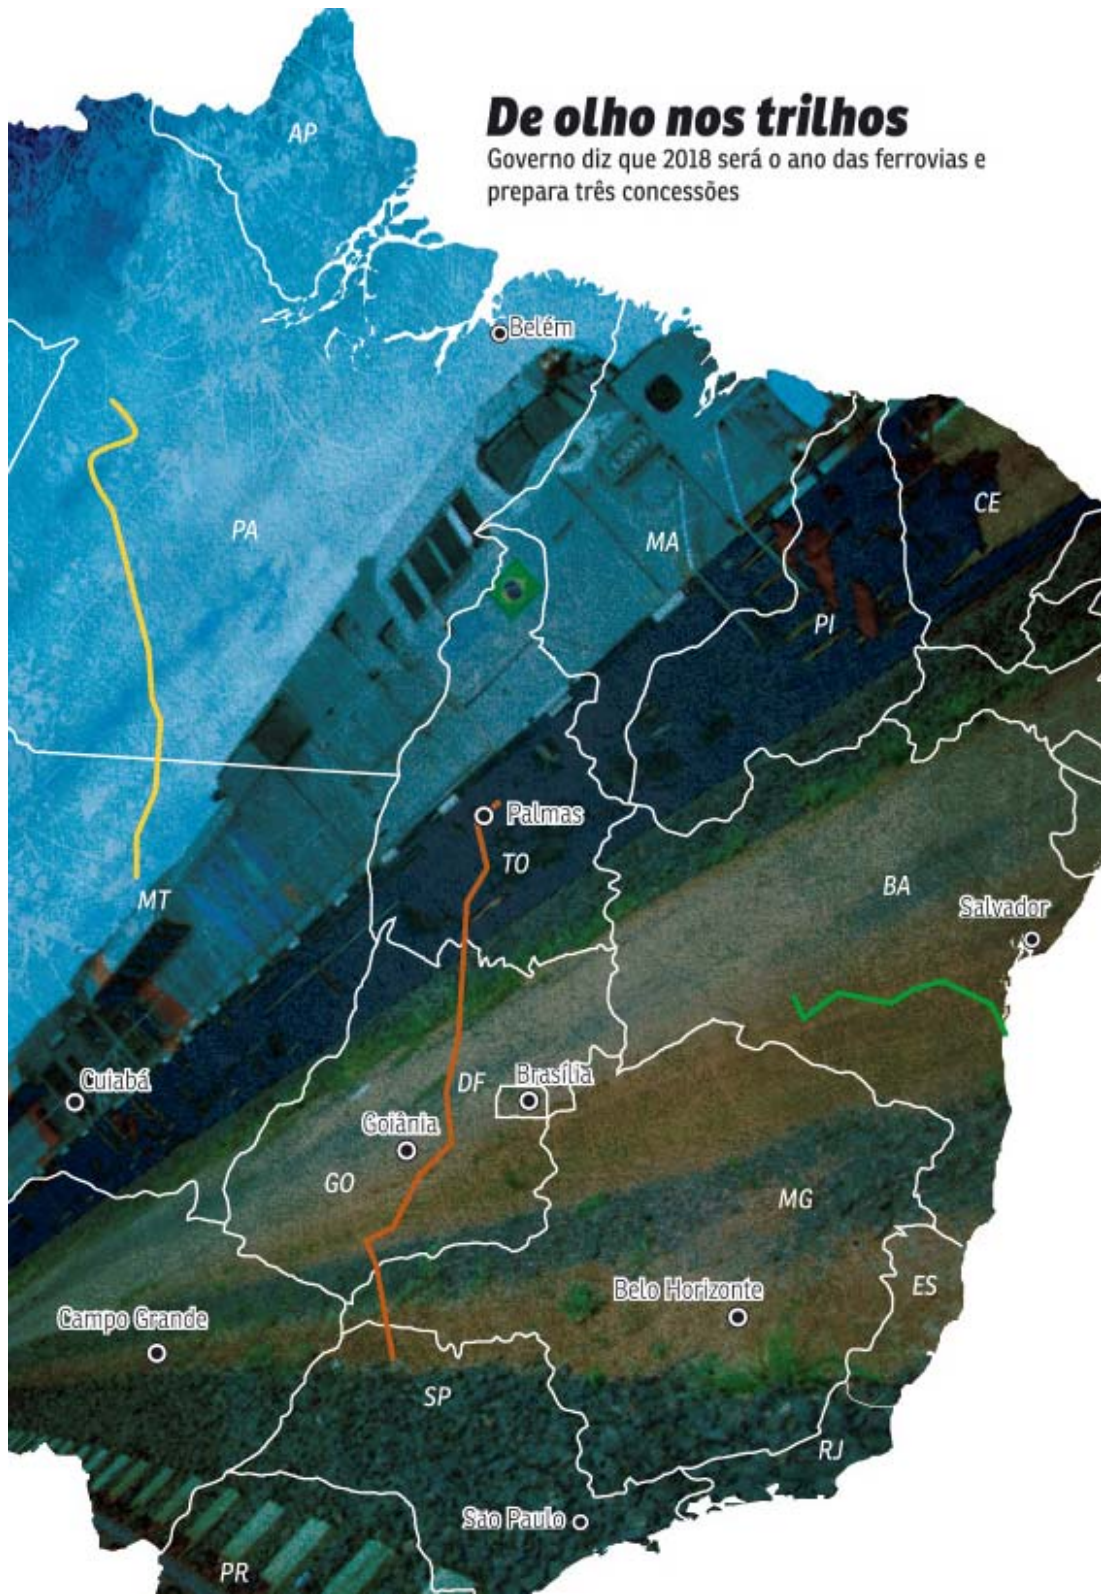 De olho nos trilhos
Governo diz que 2018 será o ano das ferrovias e
prepara três concessões
AP
Belém
PA
MA
CE
PI
Palmas
TO
MT
BA
Salvador
Cuiabá
DF
Brasília
Goiânia
GO
MG
Belo Horizonte
ES
Campo Grande
SP
RJ
São Paulo
PR